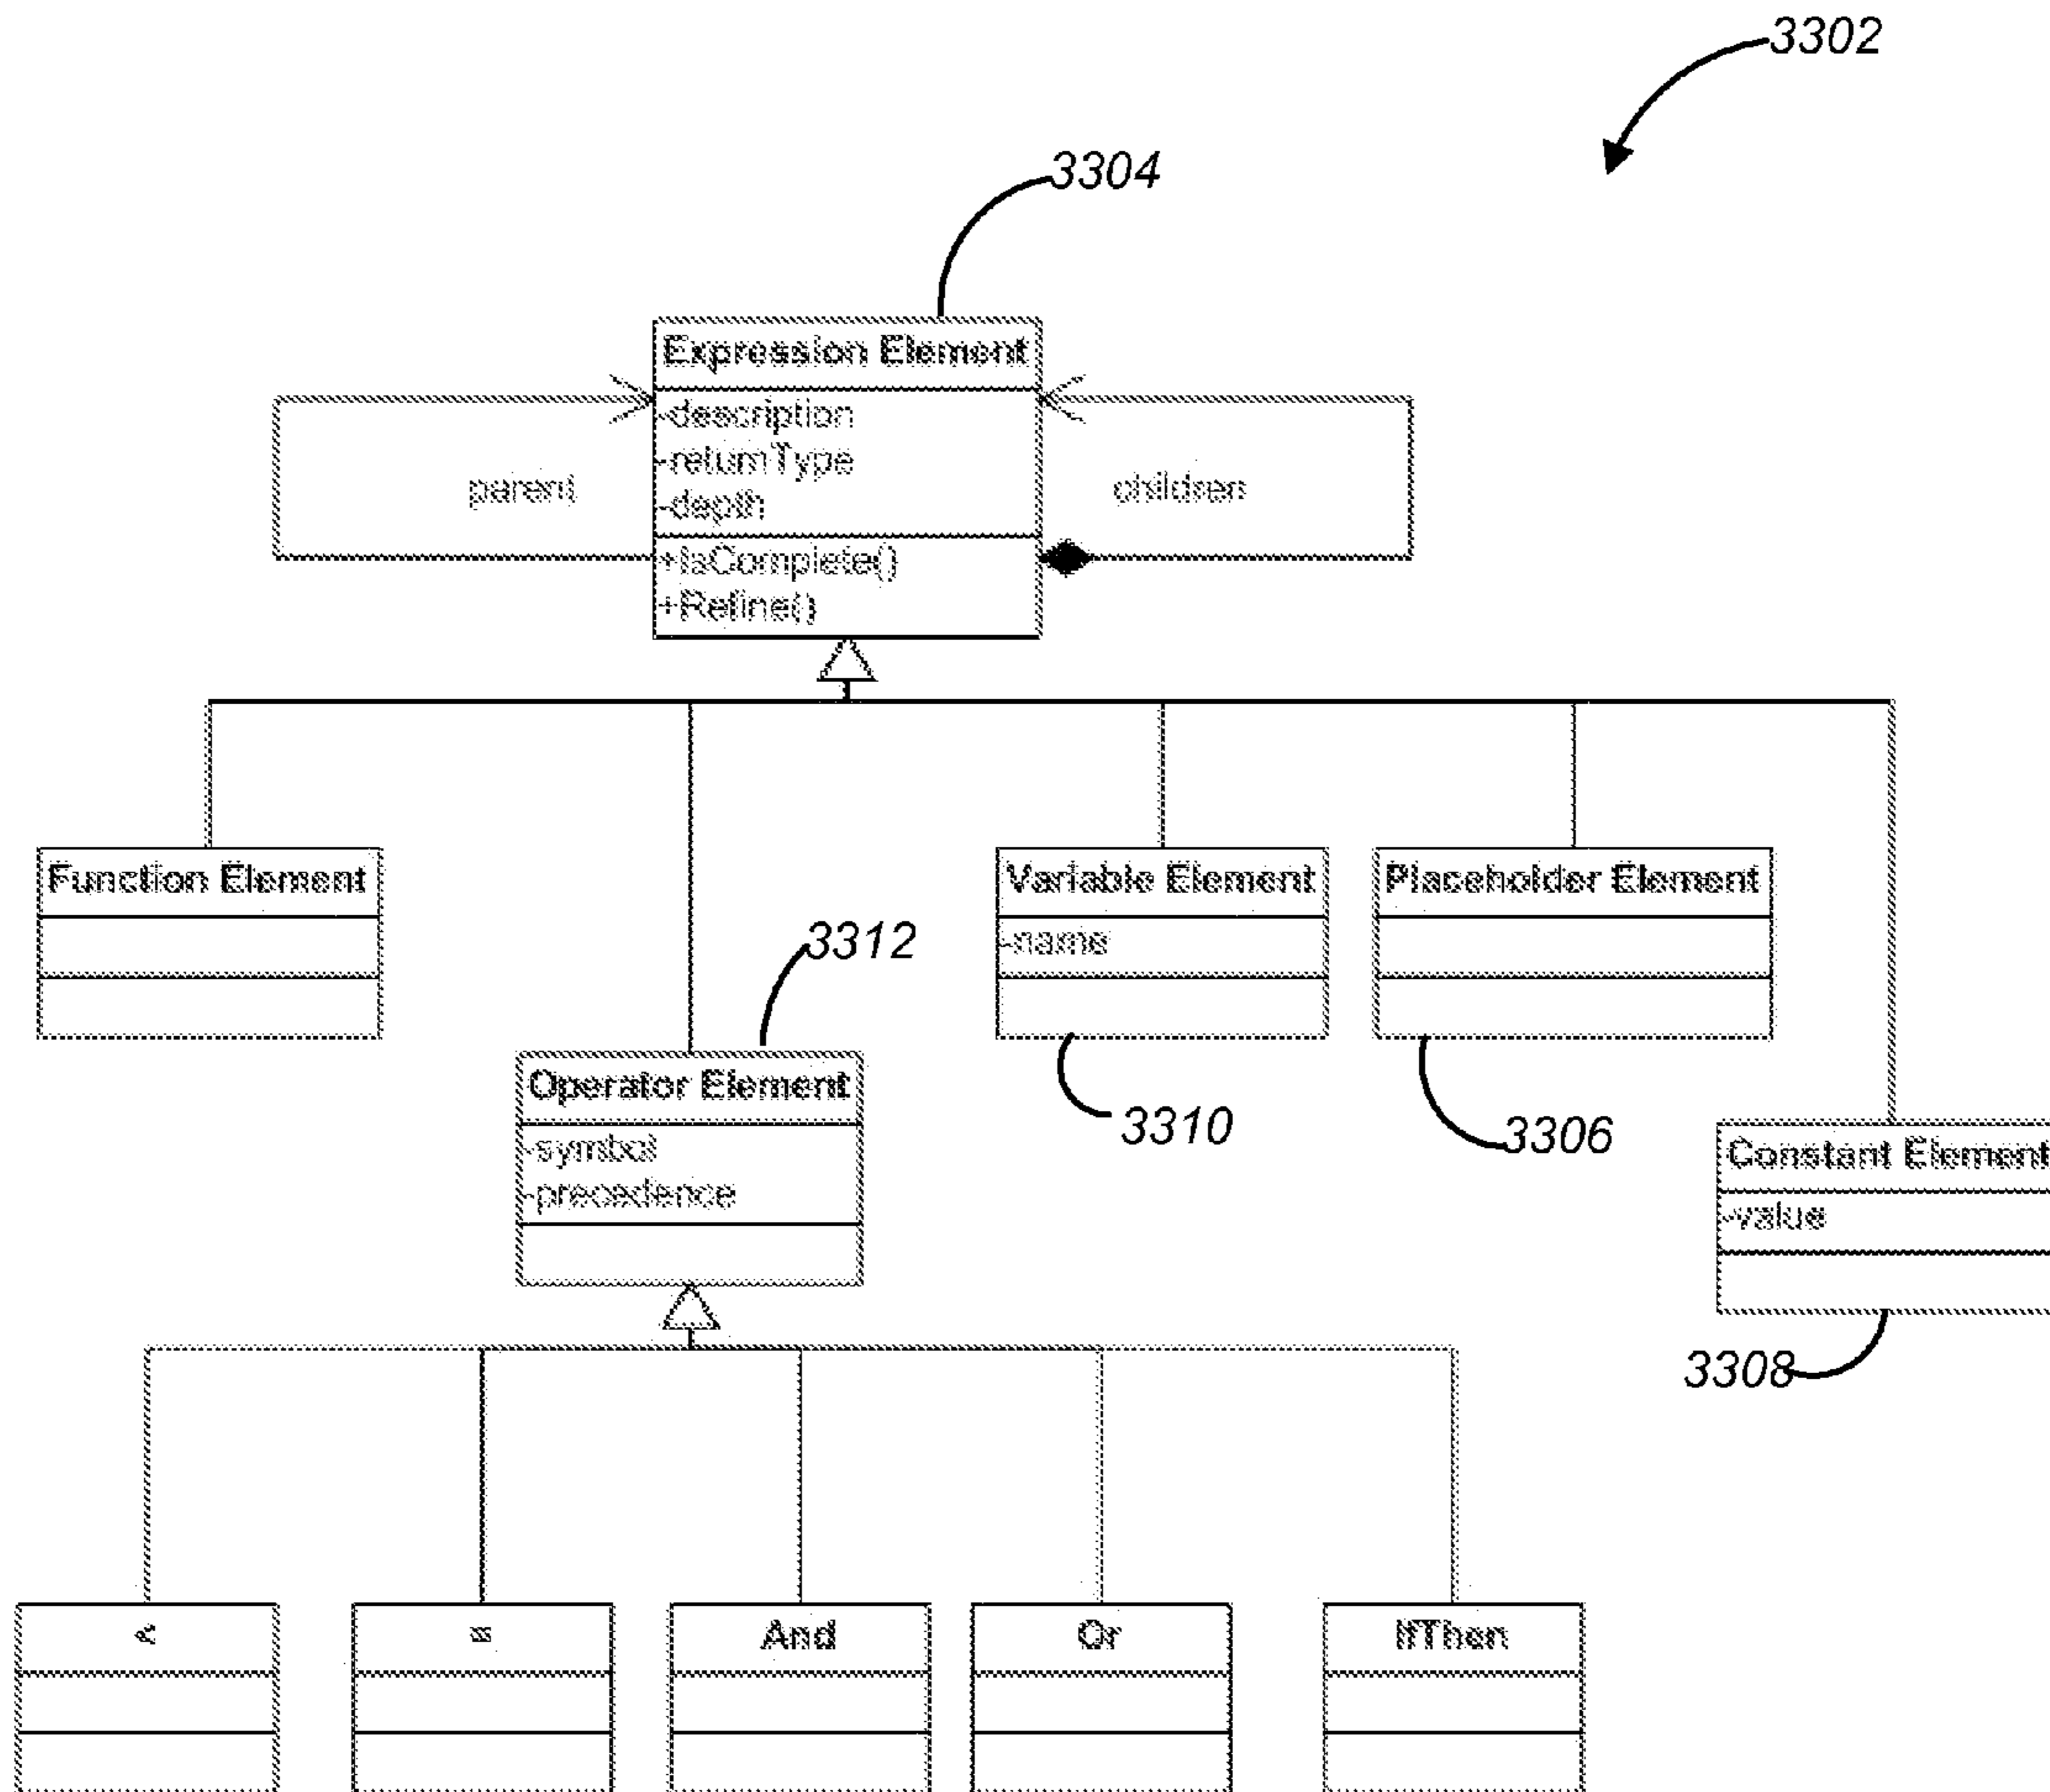 3302
3304
Expression Element
-description
-returnType
-depth
parent
children
+IsComplete()
+Refine()
Function Element
Variable Element
-name
Placeholder Element
3312
Operator Element
-symbol
-precedence
3310
3306
Constant Element
-value
3308
<
=
And
Or
IfThen